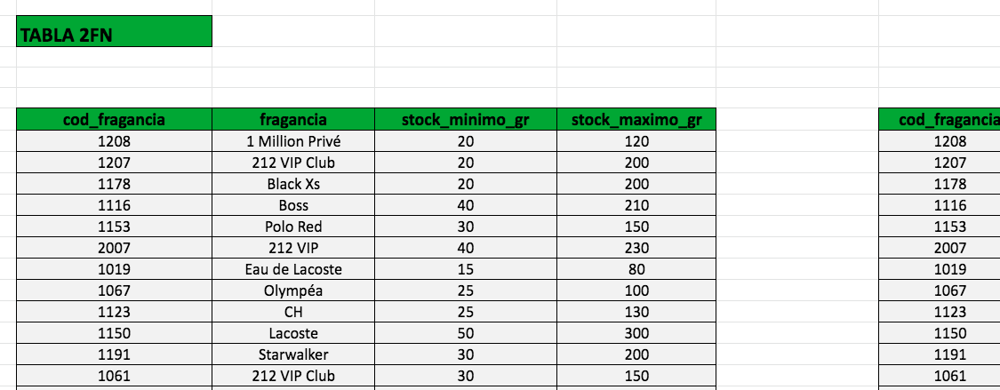 TABLA 2FN
cod_fragancia fragancia stock_minimo_gr stock_maximo_gr cod_fragancia
1208 1 Million Privé 20 120 1208
1207 212 VIP Club 20 200 1207
1178 Black Xs 20 200 1178
1116 Boss 40 210 1116
1153 Polo Red 30 150 1153
2007 212 VIP 40 230 2007
1019 Eau de Lacoste 15 80 1019
1067 Olympéa 25 100 1067
1123 CH 25 130 1123
1150 Lacoste 50 300 1150
1191 Starwalker 30 200 1191
1061 212 VIP Club 30 150 1061